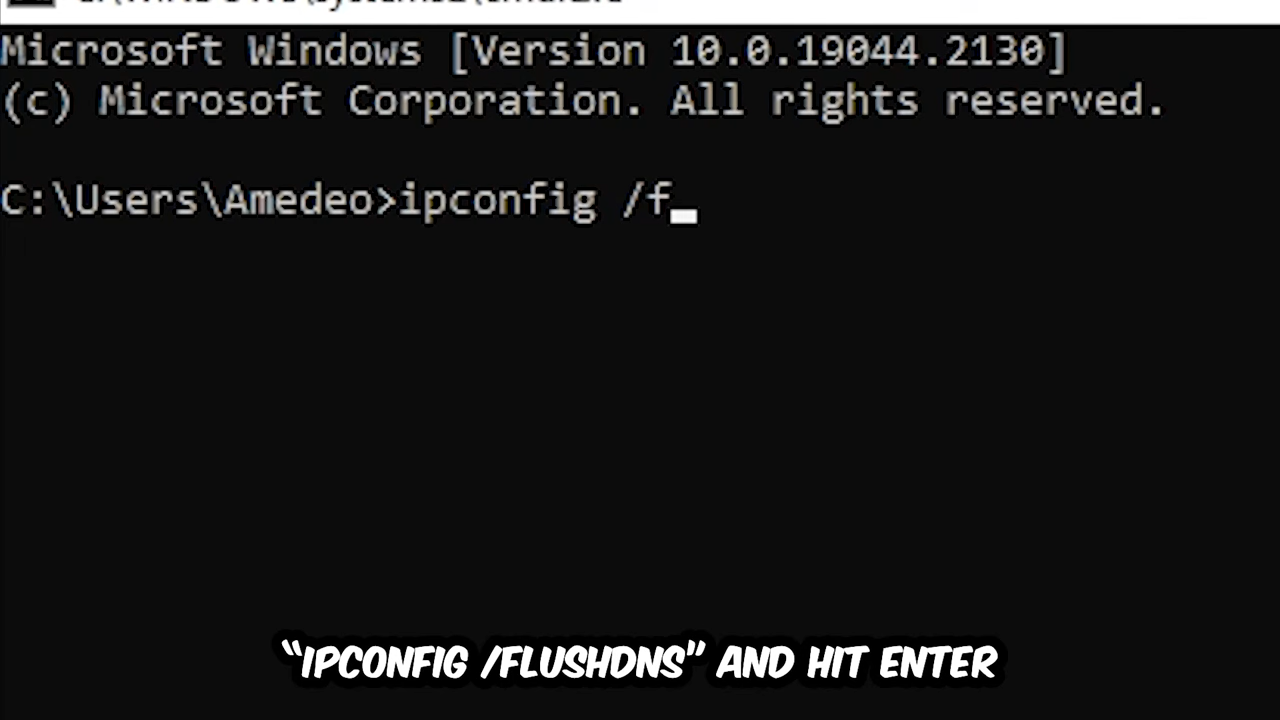 Microsoft Windows [Version 10.0.19044.2130]
(c) Microsoft Corporation. All rights reserved.
C:\Users\Amedeo>ipconfig /f_
“IPCONFIG /FLUSHDNS” AND HIT ENTER